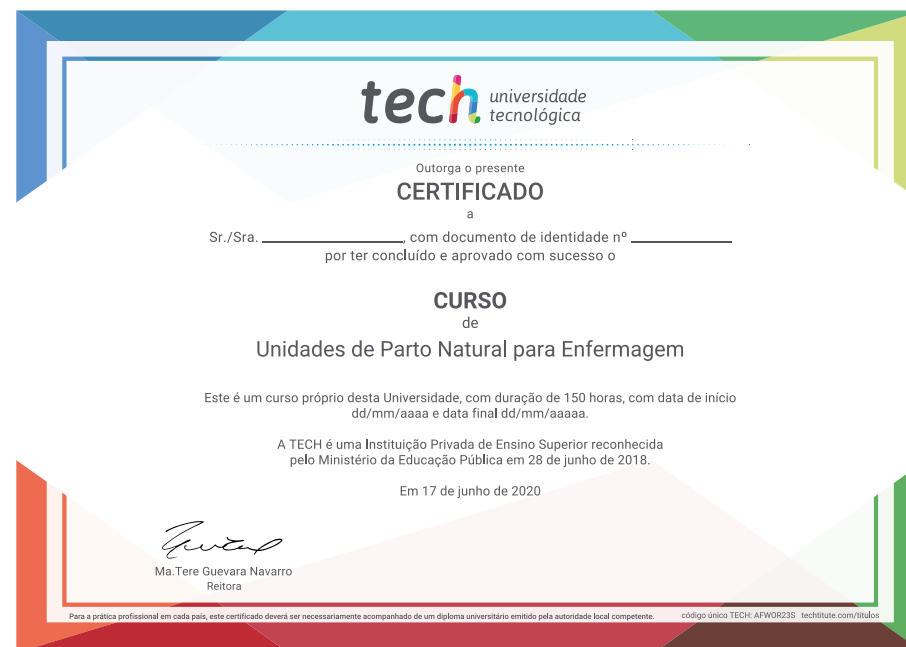 tech universidade
tecnológica
Outorga o presente
CERTIFICADO
a
Sr./Sra. ____________________, com documento de identidade nº ______________
por ter concluído e aprovado com sucesso o
CURSO
de
Unidades de Parto Natural para Enfermagem
Este é um curso próprio desta Universidade, com duração de 150 horas, com data de início
dd/mm/aaaa e data final dd/mm/aaaaa.
A TECH é uma Instituição Privada de Ensino Superior reconhecida
pelo Ministério da Educação Pública em 28 de junho de 2018.
Em 17 de junho de 2020
Ma.Tere Guevara Navarro
Reitora
Para a prática profissional em cada país, este certificado deverá ser necessariamente acompanhado de um diploma universitário emitido pela autoridade local competente. código único TECH: AFWOR23S techtitute.com/titulos